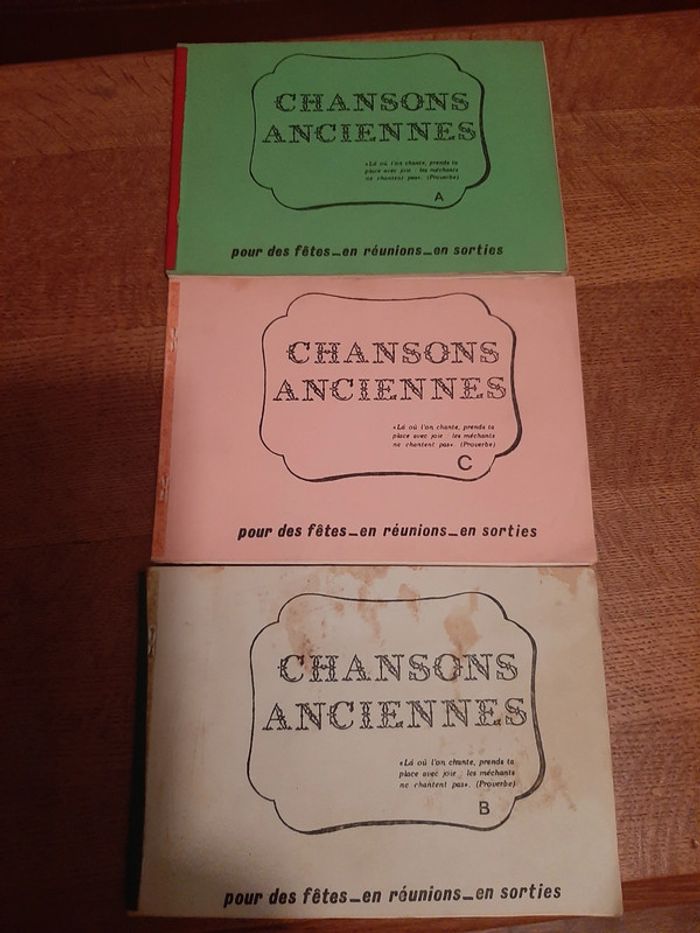 CHANSONS
ANCIENNES
«Là où l'on chante, prends ta
place avec joie : les méchants
ne chantent pas». (Proverbe)
A
pour des fêtes_en réunions_en sorties
CHANSONS
ANCIENNES
«Là où l'on chante, prends ta
place avec joie : les méchants
ne chantent pas». (Proverbe)
C
pour des fêtes_en réunions_en sorties
CHANSONS
ANCIENNES
«Là où l'on chante, prends ta
place avec joie : les méchants
ne chantent pas». (Proverbe)
B
pour des fêtes_en réunions_en sorties